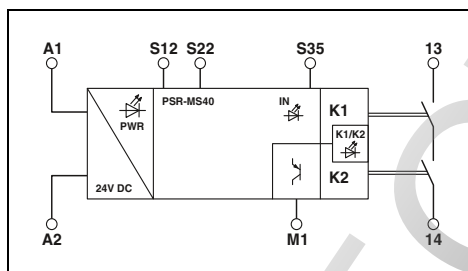 A1 S12 S22 S35 13
PSR-MS40 IN K1
PWR K1/K2
24V DC K2
A2 M1 14